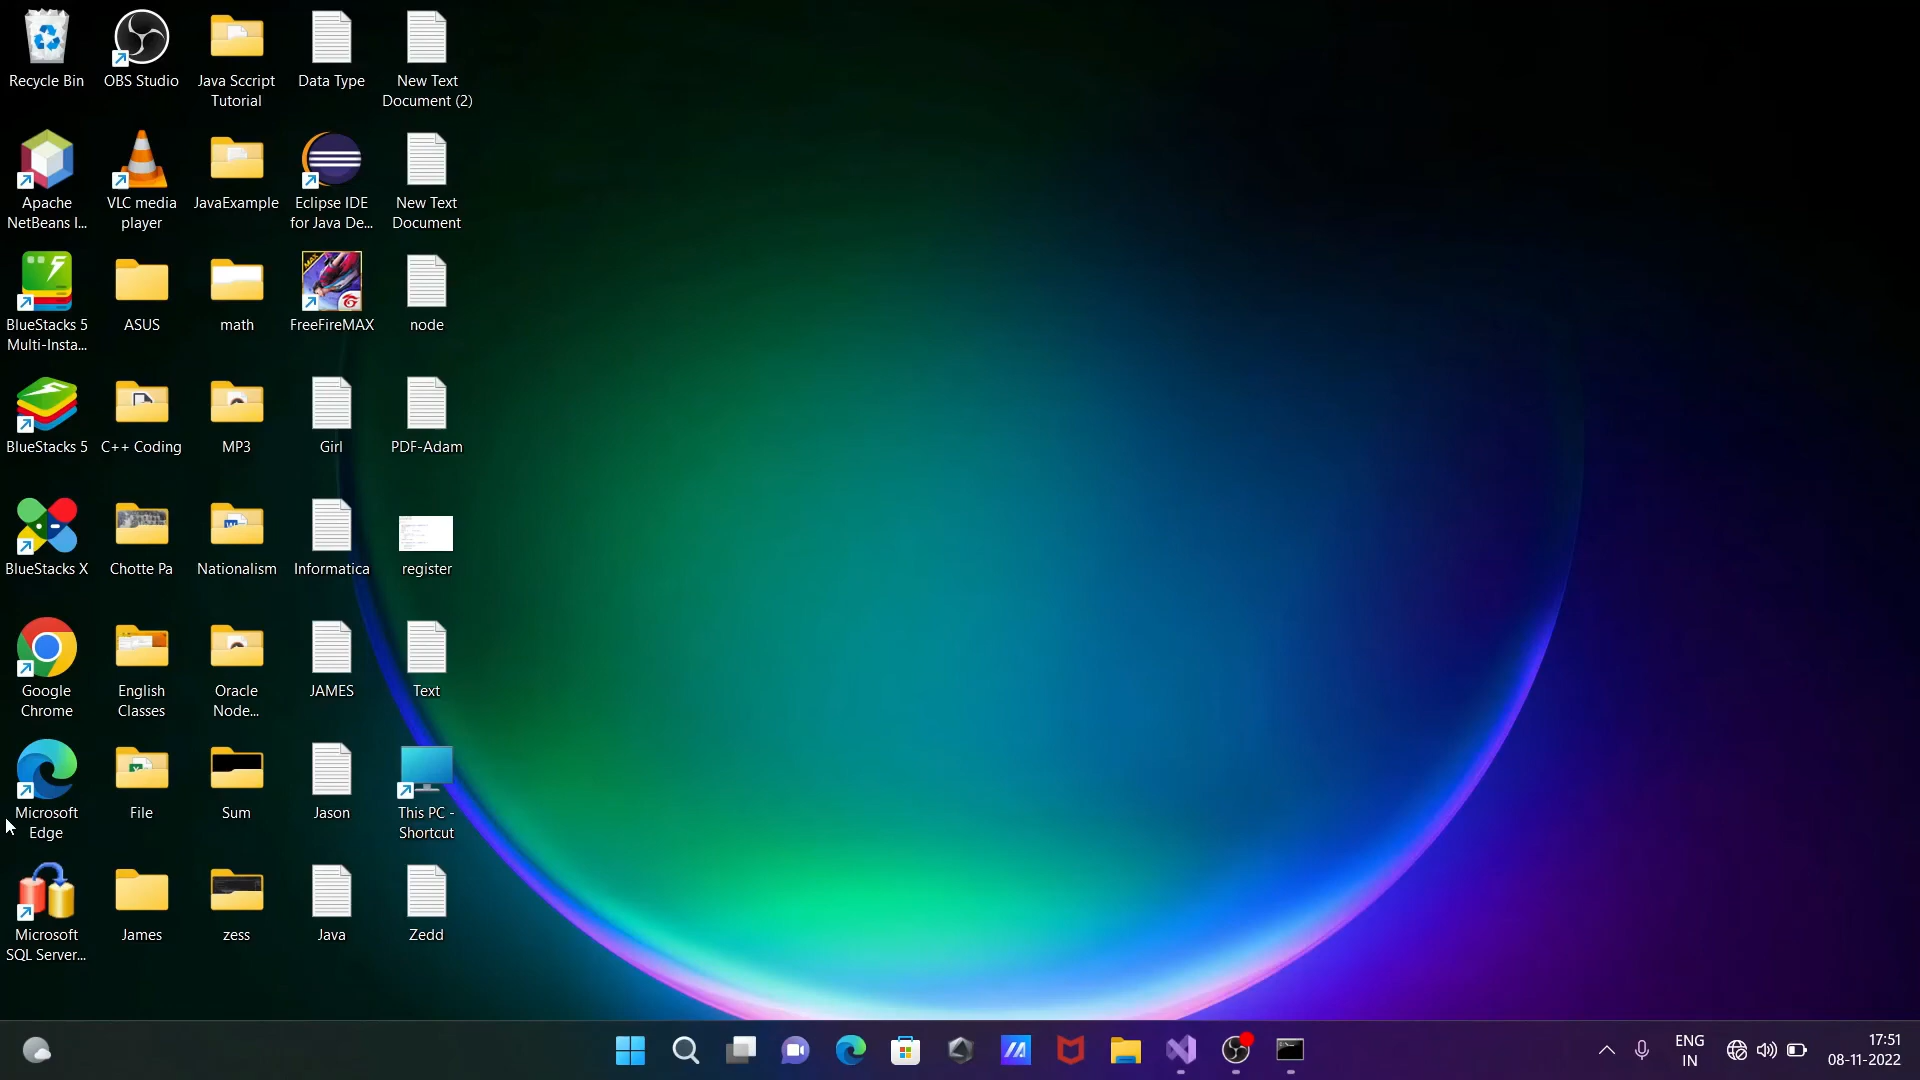 Recycle Bin
OBS Studio
Java Sccript
Tutorial
Data Type
New Text
Document (2)
Apache
NetBeans I...
VLC media
player
JavaExample
Eclipse IDE
for Java De...
New Text
Document
BlueStacks 5
Multi-Insta...
ASUS
math
FreeFireMAX
node
BlueStacks 5
C++ Coding
MP3
Girl
PDF-Adam
BlueStacks X
Chotte Pa
Nationalism
Informatica
register
Google
Chrome
English
Classes
Oracle
Node...
JAMES
Text
Microsoft
Edge
File
Sum
Jason
This PC -
Shortcut
Microsoft
SQL Server...
James
zess
Java
Zedd
ENG
IN
17:51
08-11-2022